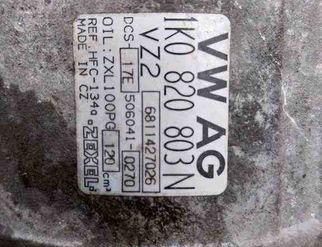 VW AG
1K0 820 803 N
VZ2 6811427026
DCS-17E 506041-0270
OIL: ZXL100PG 120 cm³
REF. HFC-134a ZEXEL
MADE IN CZ